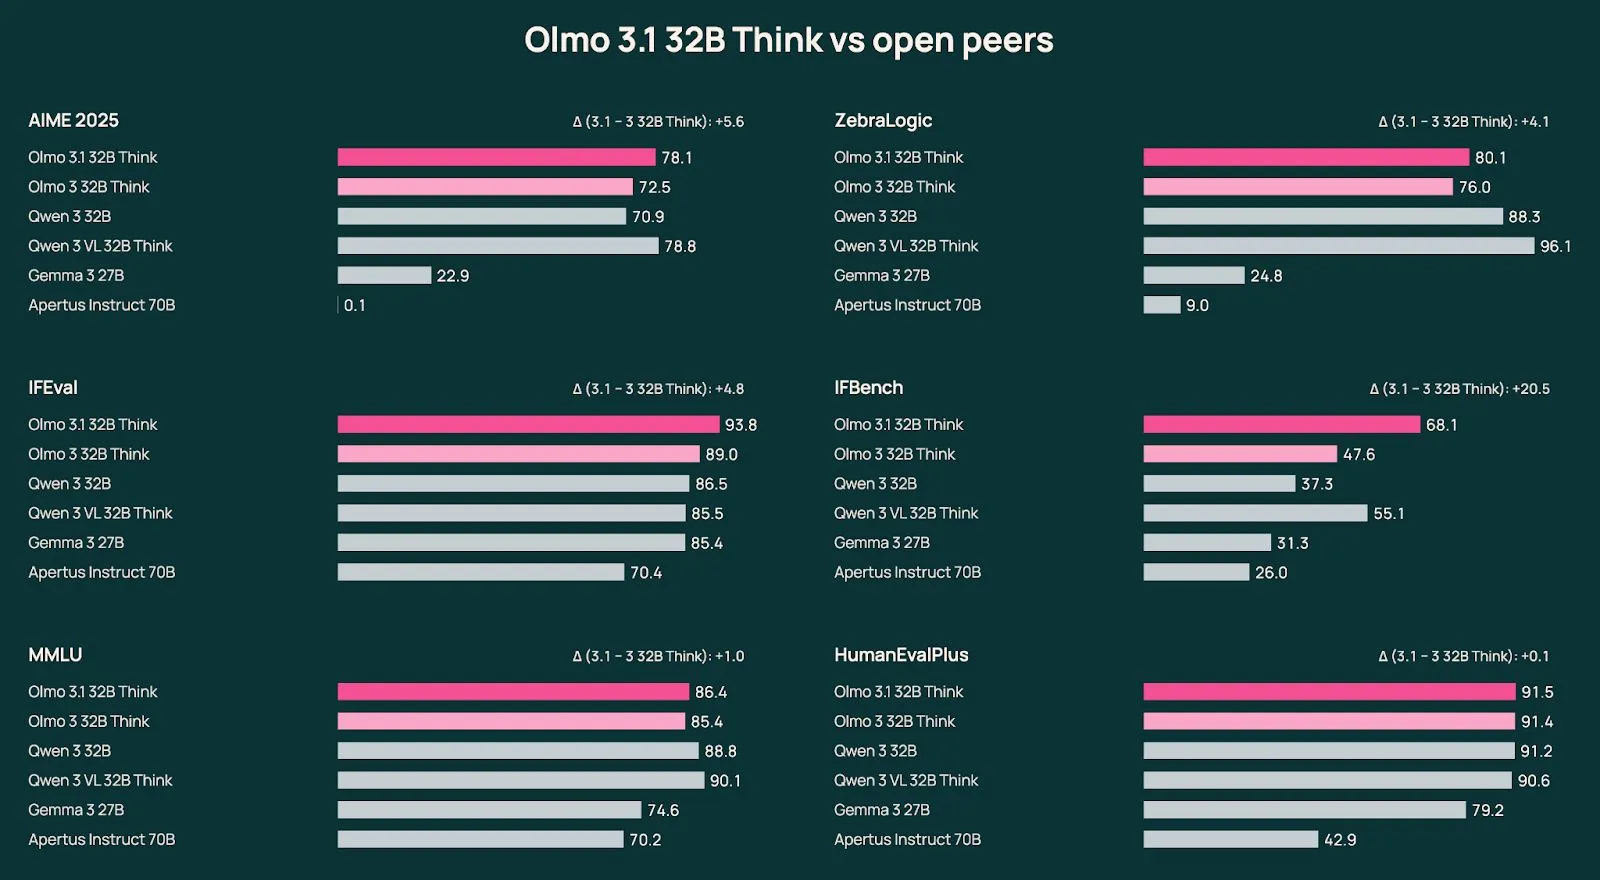 Olmo 3.1 32B Think vs open peers
AIME 2025
Δ (3.1 – 3 32B Think): +5.6
Olmo 3.1 32B Think 78.1
Olmo 3 32B Think 72.5
Qwen 3 32B 70.9
Qwen 3 VL 32B Think 78.8
Gemma 3 27B 22.9
Apertus Instruct 70B 0.1
ZebraLogic
Δ (3.1 – 3 32B Think): +4.1
Olmo 3.1 32B Think 80.1
Olmo 3 32B Think 76.0
Qwen 3 32B 88.3
Qwen 3 VL 32B Think 96.1
Gemma 3 27B 24.8
Apertus Instruct 70B 9.0
IFEval
Δ (3.1 – 3 32B Think): +4.8
Olmo 3.1 32B Think 93.8
Olmo 3 32B Think 89.0
Qwen 3 32B 86.5
Qwen 3 VL 32B Think 85.5
Gemma 3 27B 85.4
Apertus Instruct 70B 70.4
IFBench
Δ (3.1 – 3 32B Think): +20.5
Olmo 3.1 32B Think 68.1
Olmo 3 32B Think 47.6
Qwen 3 32B 37.3
Qwen 3 VL 32B Think 55.1
Gemma 3 27B 31.3
Apertus Instruct 70B 26.0
MMLU
Δ (3.1 – 3 32B Think): +1.0
Olmo 3.1 32B Think 86.4
Olmo 3 32B Think 85.4
Qwen 3 32B 88.8
Qwen 3 VL 32B Think 90.1
Gemma 3 27B 74.6
Apertus Instruct 70B 70.2
HumanEvalPlus
Δ (3.1 – 3 32B Think): +0.1
Olmo 3.1 32B Think 91.5
Olmo 3 32B Think 91.4
Qwen 3 32B 91.2
Qwen 3 VL 32B Think 90.6
Gemma 3 27B 79.2
Apertus Instruct 70B 42.9